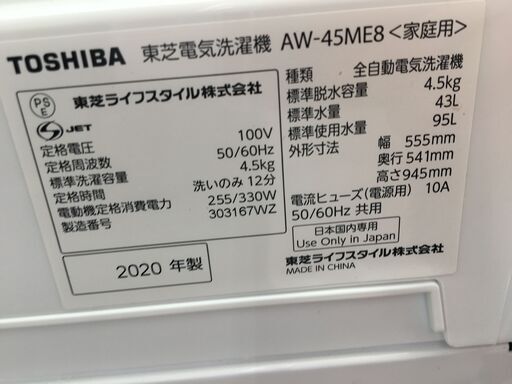 TOSHIBA 東芝電気洗濯機 AW-45ME8<家庭用>
PS
E
東芝ライフスタイル株式会社
JET
定格電圧 100V
定格周波数 50/60Hz
標準洗濯容量 4.5kg
定格時間 洗いのみ 12分
電動機定格消費電力 255/330W
製造番号 303167WZ
2020 年製
種類 全自動電気洗濯機
標準脱水容量 4.5kg
標準水量 43L
標準使用水量 95L
外形寸法 幅 555mm
奥行 541mm
高さ945mm
電流ヒューズ(電源用) 10A
50/60Hz 共用
日本国内専用
Use Only in Japan
東芝ライフスタイル株式会社
MADE IN CHINA